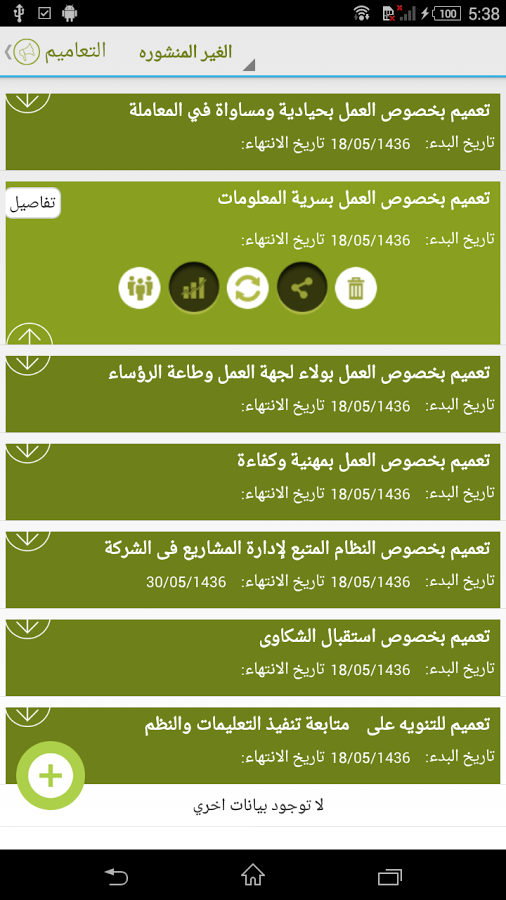 5:38
100
التعاميم
الغير المنشوره
تعميم بخصوص العمل بحيادية ومساواة في المعاملة
تاريخ البدء: 18/05/1436 تاريخ الانتهاء:
تعميم بخصوص العمل بسرية المعلومات
تفاصيل
تاريخ البدء: 18/05/1436 تاريخ الانتهاء:
تعميم بخصوص العمل بولاء لجهة العمل وطاعة الرؤساء
تاريخ البدء: 18/05/1436 تاريخ الانتهاء:
تعميم بخصوص العمل بمهنية وكفاءة
تاريخ البدء: 18/05/1436 تاريخ الانتهاء:
تعميم بخصوص النظام المتبع لإدارة المشاريع فى الشركة
تاريخ البدء: 18/05/1436 تاريخ الانتهاء: 30/05/1436
تعميم بخصوص استقبال الشكاوى
تاريخ البدء: 18/05/1436 تاريخ الانتهاء:
تعميم للتنويه على متابعة تنفيذ التعليمات والنظم
تاريخ البدء: 18/05/1436 تاريخ الانتهاء:
لا توجود بيانات اخري